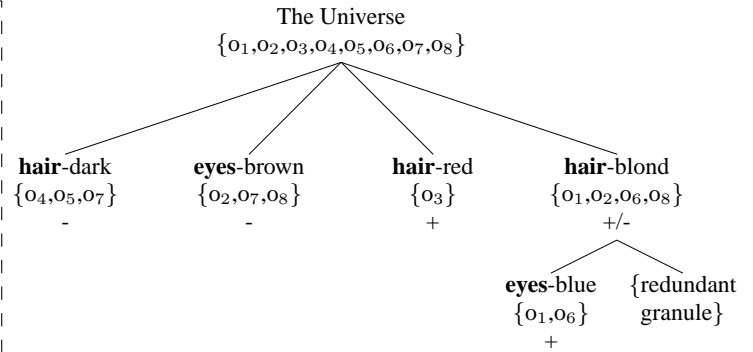 The Universe
{o₁,o₂,o₃,o₄,o₅,o₆,o₇,o₈}
hair-dark eyes-brown hair-red hair-blond
{o₄,o₅,o₇} {o₂,o₇,o₈} {o₃} {o₁,o₂,o₆,o₈}
- - + +/-
eyes-blue {redundant
{o₁,o₆} granule}
+